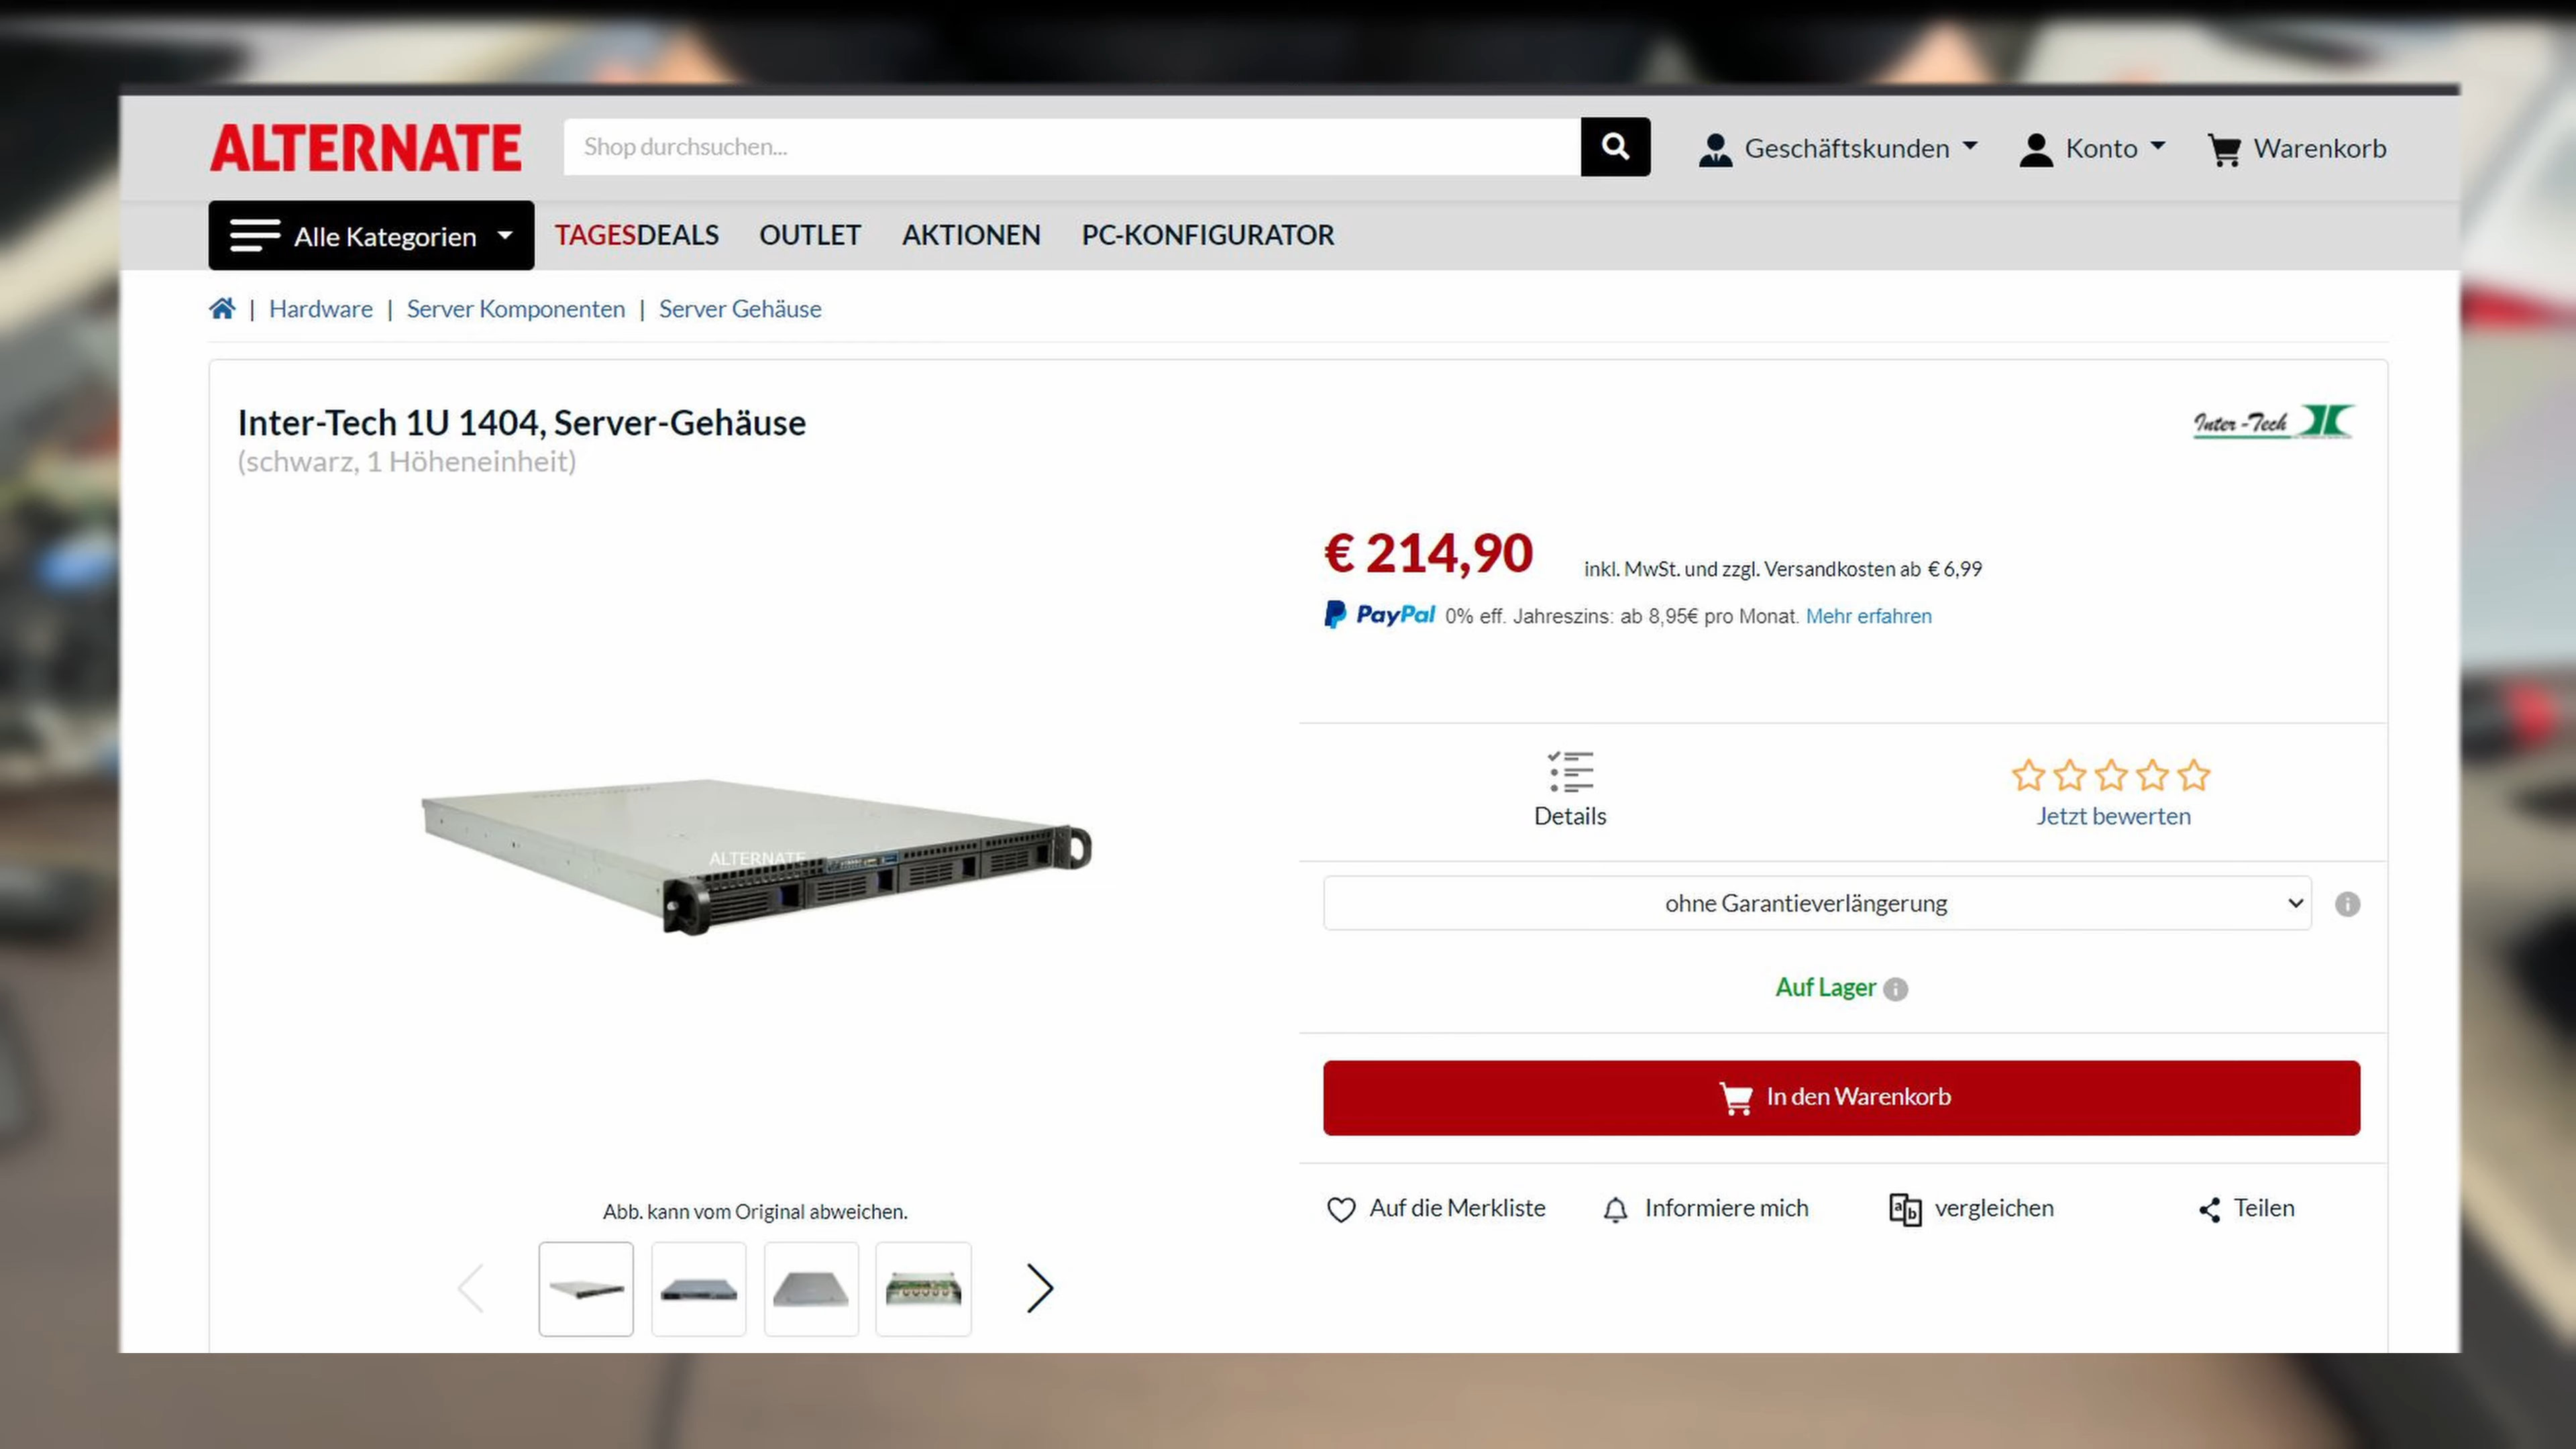 ALTERNATE
Shop durchsuchen...
Geschäftskunden
Konto
Warenkorb
Alle Kategorien
TAGESDEALS
OUTLET
AKTIONEN
PC-KONFIGURATOR
| Hardware | Server Komponenten | Server Gehäuse
Inter-Tech 1U 1404, Server-Gehäuse
(schwarz, 1 Höheneinheit)
Inter-Tech
€ 214,90
inkl. MwSt. und zzgl. Versandkosten ab € 6,99
PayPal 0% eff. Jahreszins: ab 8,95€ pro Monat. Mehr erfahren
Details
Jetzt bewerten
ALTERNATE
ohne Garantieverlängerung
Auf Lager
In den Warenkorb
Auf die Merkliste
Informiere mich
vergleichen
Teilen
Abb. kann vom Original abweichen.